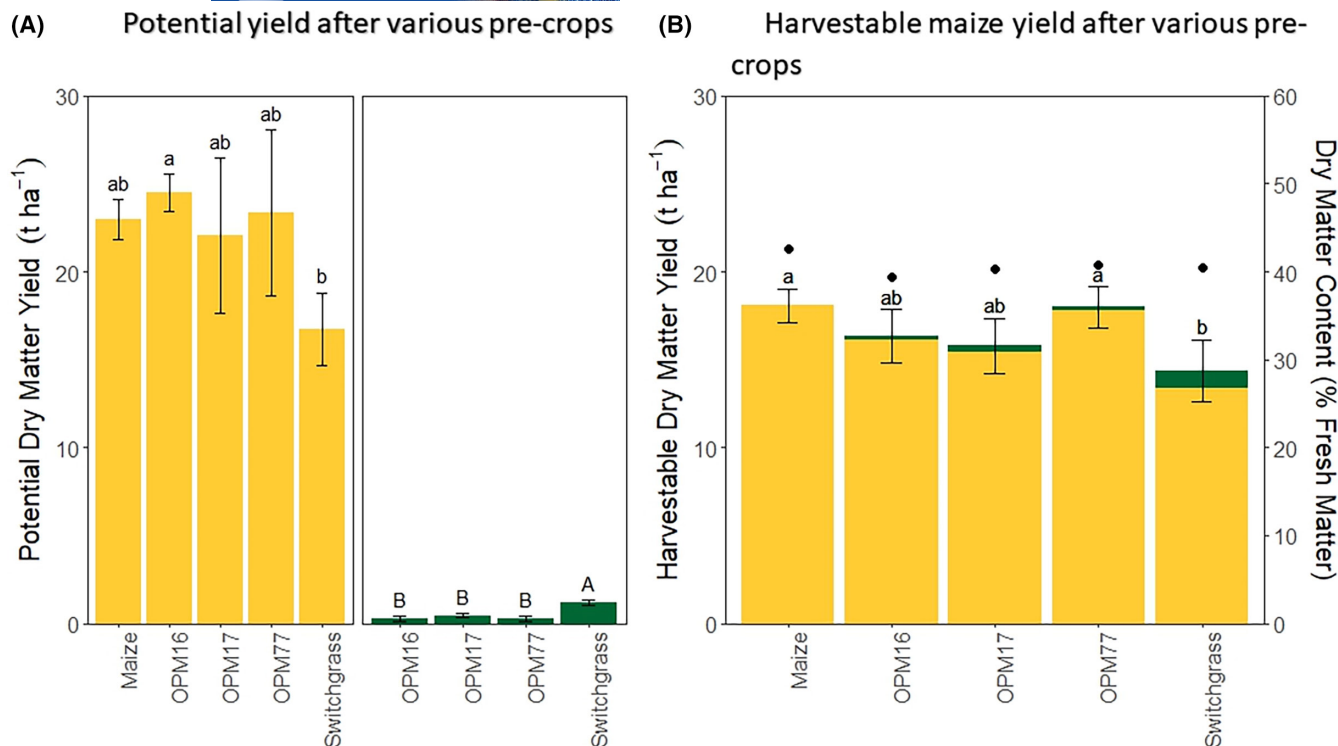 (A) Potential yield after various pre-crops
Potential Dry Matter Yield (t ha⁻¹)
30
20
10
0
ab
a
ab
ab
b
B
B
B
A
Maize
OPM16
OPM17
OPM77
Switchgrass
OPM16
OPM17
OPM77
Switchgrass
(B) Harvestable maize yield after various pre-
crops
Harvestable Dry Matter Yield (t ha⁻¹)
30
20
10
0
a
ab
ab
a
b
Maize
OPM16
OPM17
OPM77
Switchgrass
60
50
40
30
20
10
0
Dry Matter Content (% Fresh Matter)